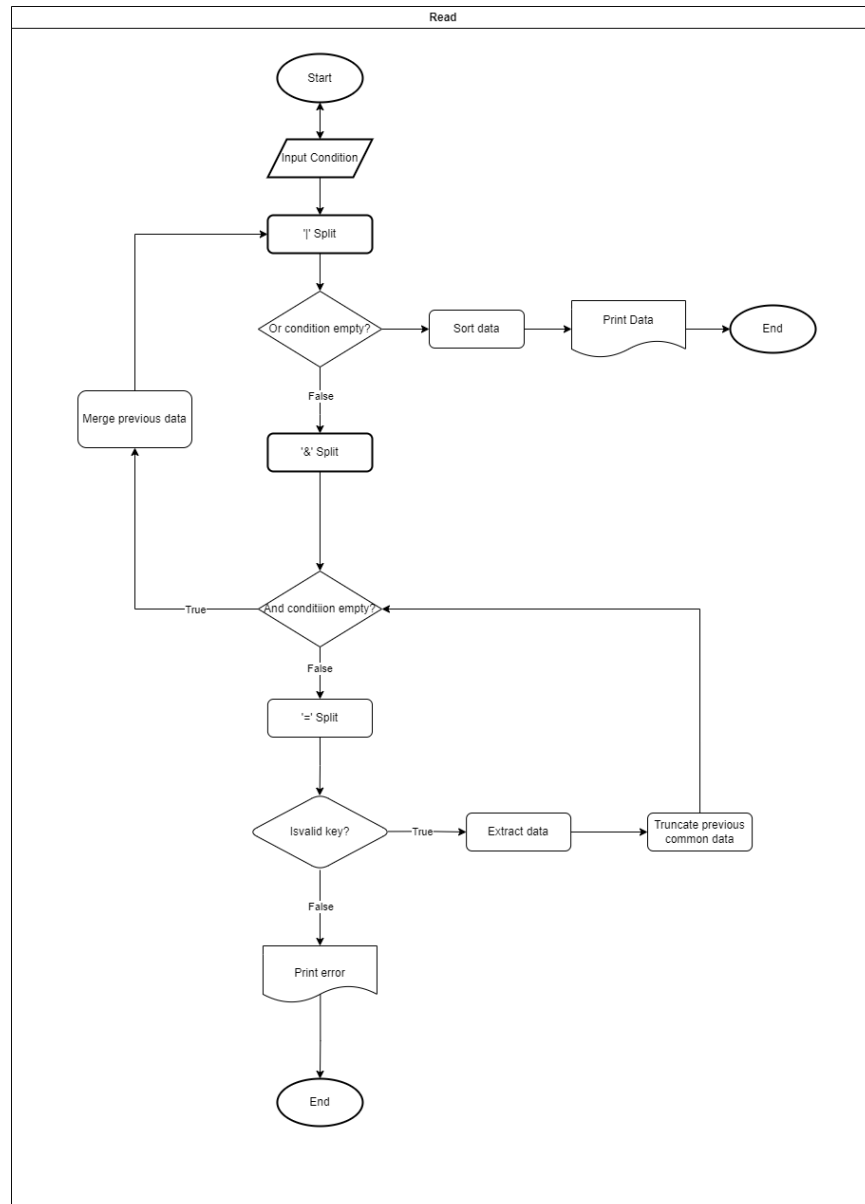 Read
Start
Input Condition
'|' Split
Or condition empty?
Sort data
Print Data
End
False
Merge previous data
'&' Split
And conditiion empty?
True
False
'=' Split
Isvalid key?
True
Extract data
Truncate previous
common data
False
Print error
End